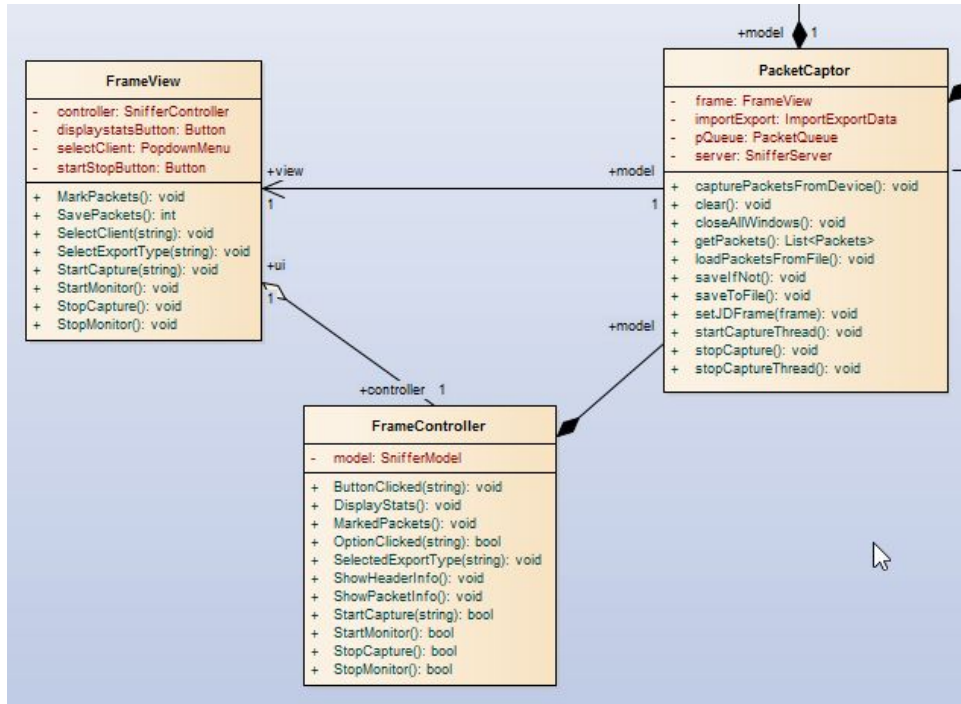 +model 1
FrameView
- controller: SnifferController
- displaystatsButton: Button
- selectClient: PopdownMenu
- startStopButton: Button
+ MarkPackets(): void
+ SavePackets(): int
+ SelectClient(string): void
+ SelectExportType(string): void
+ StartCapture(string): void
+ StartMonitor(): void
+ StopCapture(): void
+ StopMonitor(): void
+view
1
+ui
1
+model
1
+model
PacketCaptor
- frame: FrameView
- importExport: ImportExportData
- pQueue: PacketQueue
- server: SnifferServer
+ capturePacketsFromDevice(): void
+ clear(): void
+ closeAllWindows(): void
+ getPackets(): List<Packets>
+ loadPacketsFromFile(): void
+ saveIfNot(): void
+ saveToFile(): void
+ setJDFrame(frame): void
+ startCaptureThread(): void
+ stopCapture(): void
+ stopCaptureThread(): void
+controller 1
FrameController
- model: SnifferModel
+ ButtonClicked(string): void
+ DisplayStats(): void
+ MarkedPackets(): void
+ OptionClicked(string): bool
+ SelectedExportType(string): void
+ ShowHeaderInfo(): void
+ ShowPacketInfo(): void
+ StartCapture(string): bool
+ StartMonitor(): bool
+ StopCapture(): bool
+ StopMonitor(): bool